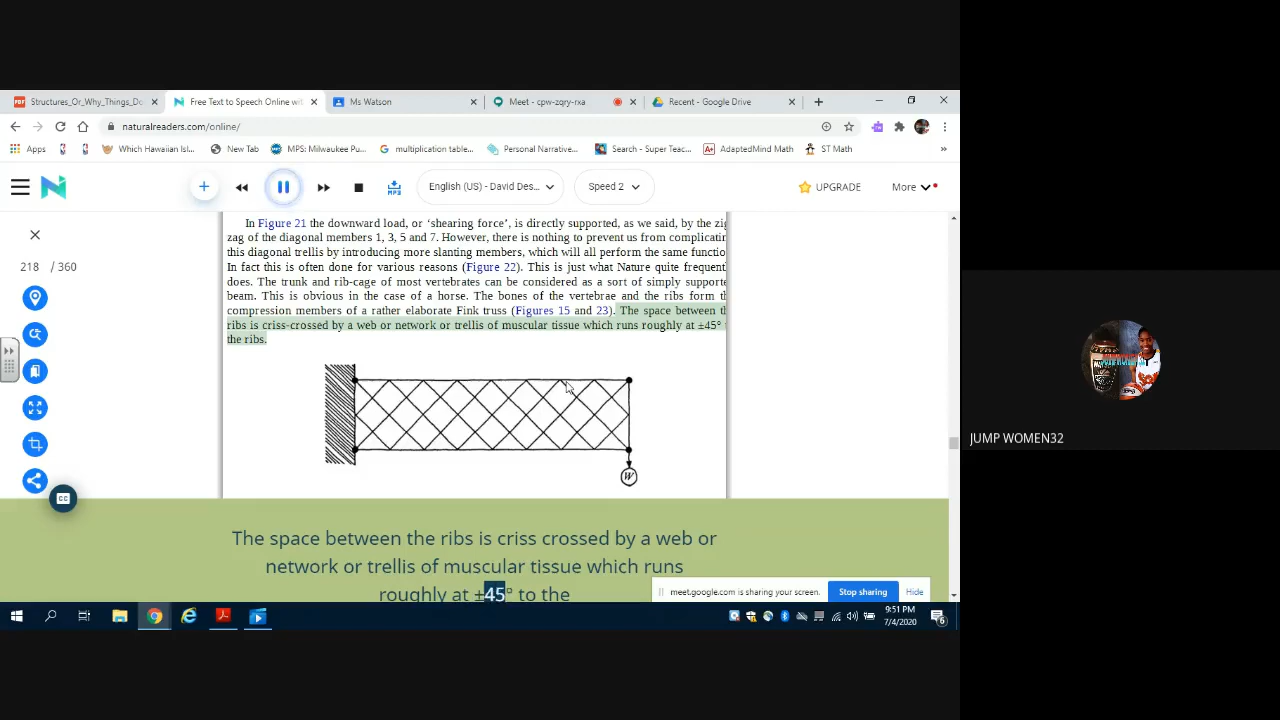 Structures_Or_Why_Things_Do
Free Text to Speech Online wit
Ms Watson
Meet - cpw-zqry-rxa
Recent - Google Drive
naturalreaders.com/online/
Apps
Which Hawaiian Isl...
New Tab
MPS: Milwaukee Pu...
multiplication table...
Personal Narrative...
Search - Super Teac...
AdaptedMind Math
ST Math
MP3
English (US) - David Des...
Speed 2
UPGRADE
More
218 / 360
In Figure 21 the downward load, or ‘shearing force’, is directly supported, as we said, by the zig
zag of the diagonal members 1, 3, 5 and 7. However, there is nothing to prevent us from complicatin
this diagonal trellis by introducing more slanting members, which will all perform the same functio
In fact this is often done for various reasons (Figure 22). This is just what Nature quite frequent
does. The trunk and rib-cage of most vertebrates can be considered as a sort of simply supporte
beam. This is obvious in the case of a horse. The bones of the vertebrae and the ribs form th
compression members of a rather elaborate Fink truss (Figures 15 and 23). The space between th
ribs is criss-crossed by a web or network or trellis of muscular tissue which runs roughly at ±45°
the ribs.
W
CC
The space between the ribs is criss crossed by a web or
network or trellis of muscular tissue which runs
roughly at ±45° to the
meet.google.com is sharing your screen.
Stop sharing
Hide
9:51 PM
7/4/2020
6
JUMP WOMEN32